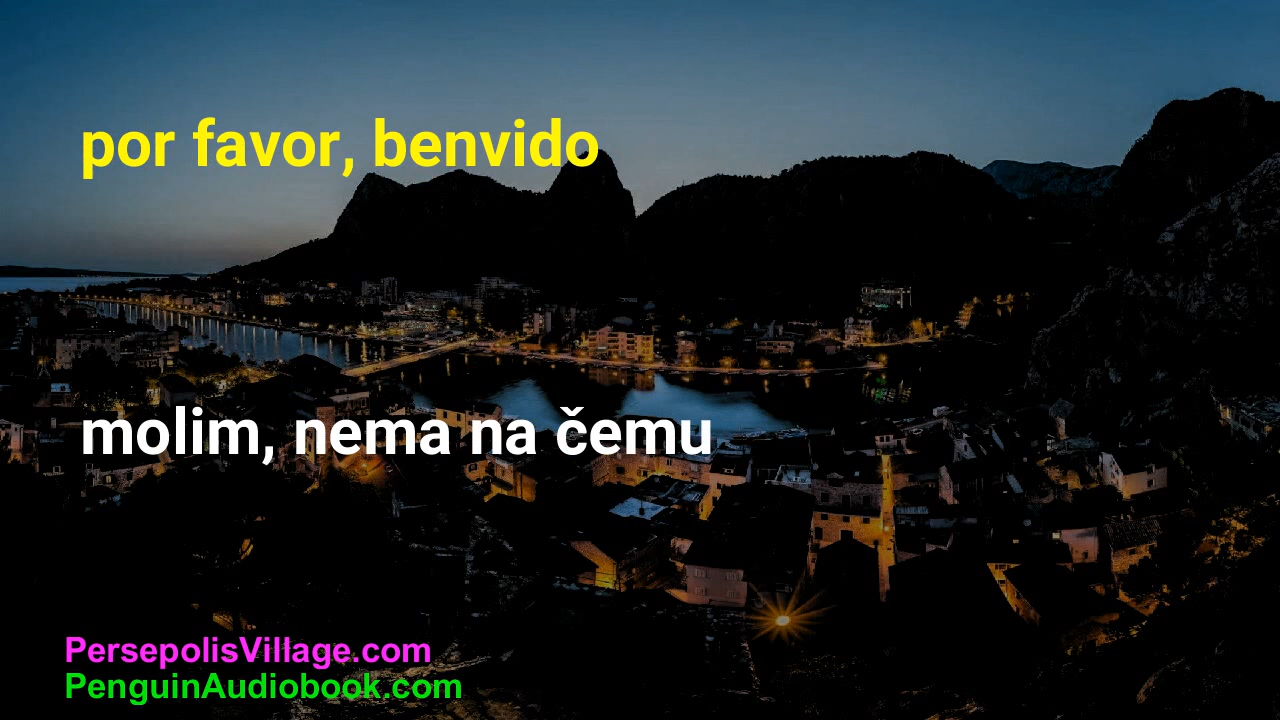 por favor, benvido
molim, nema na čemu
PersepolisVillage.com
PenguinAudiobook.com